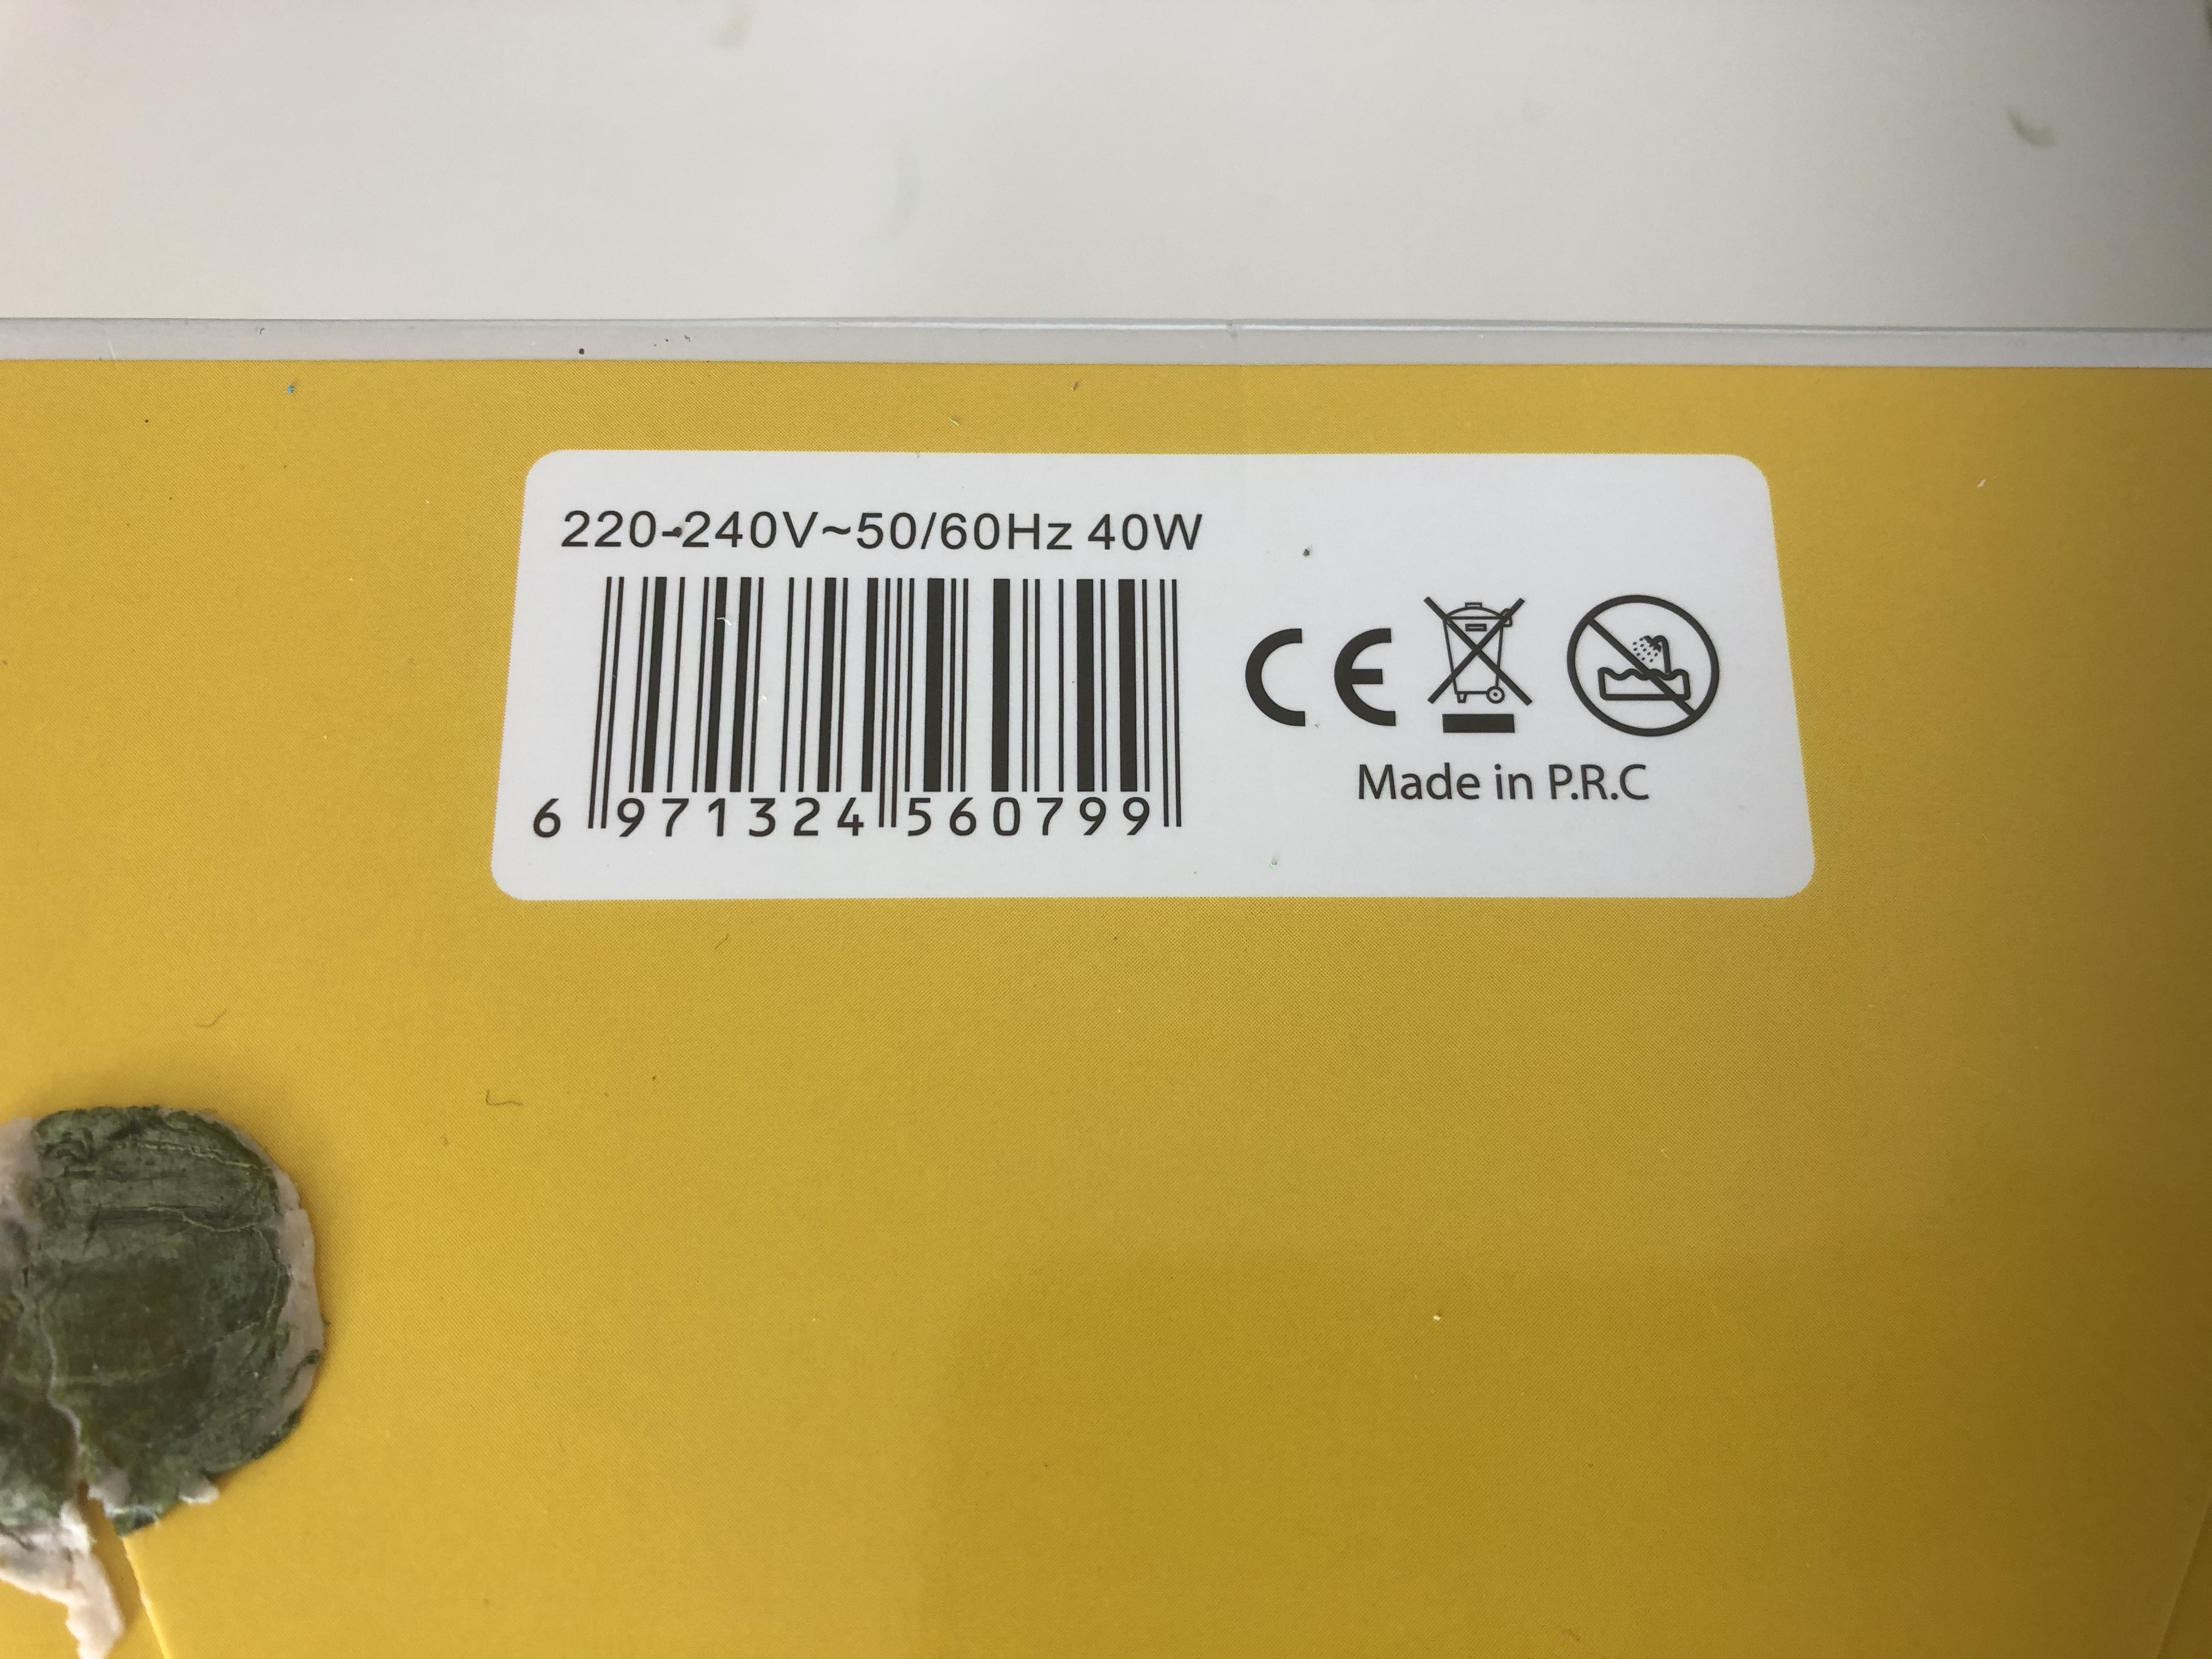 220-240V~50/60Hz 40W
CE
6 971324 560799
Made in P.R.C